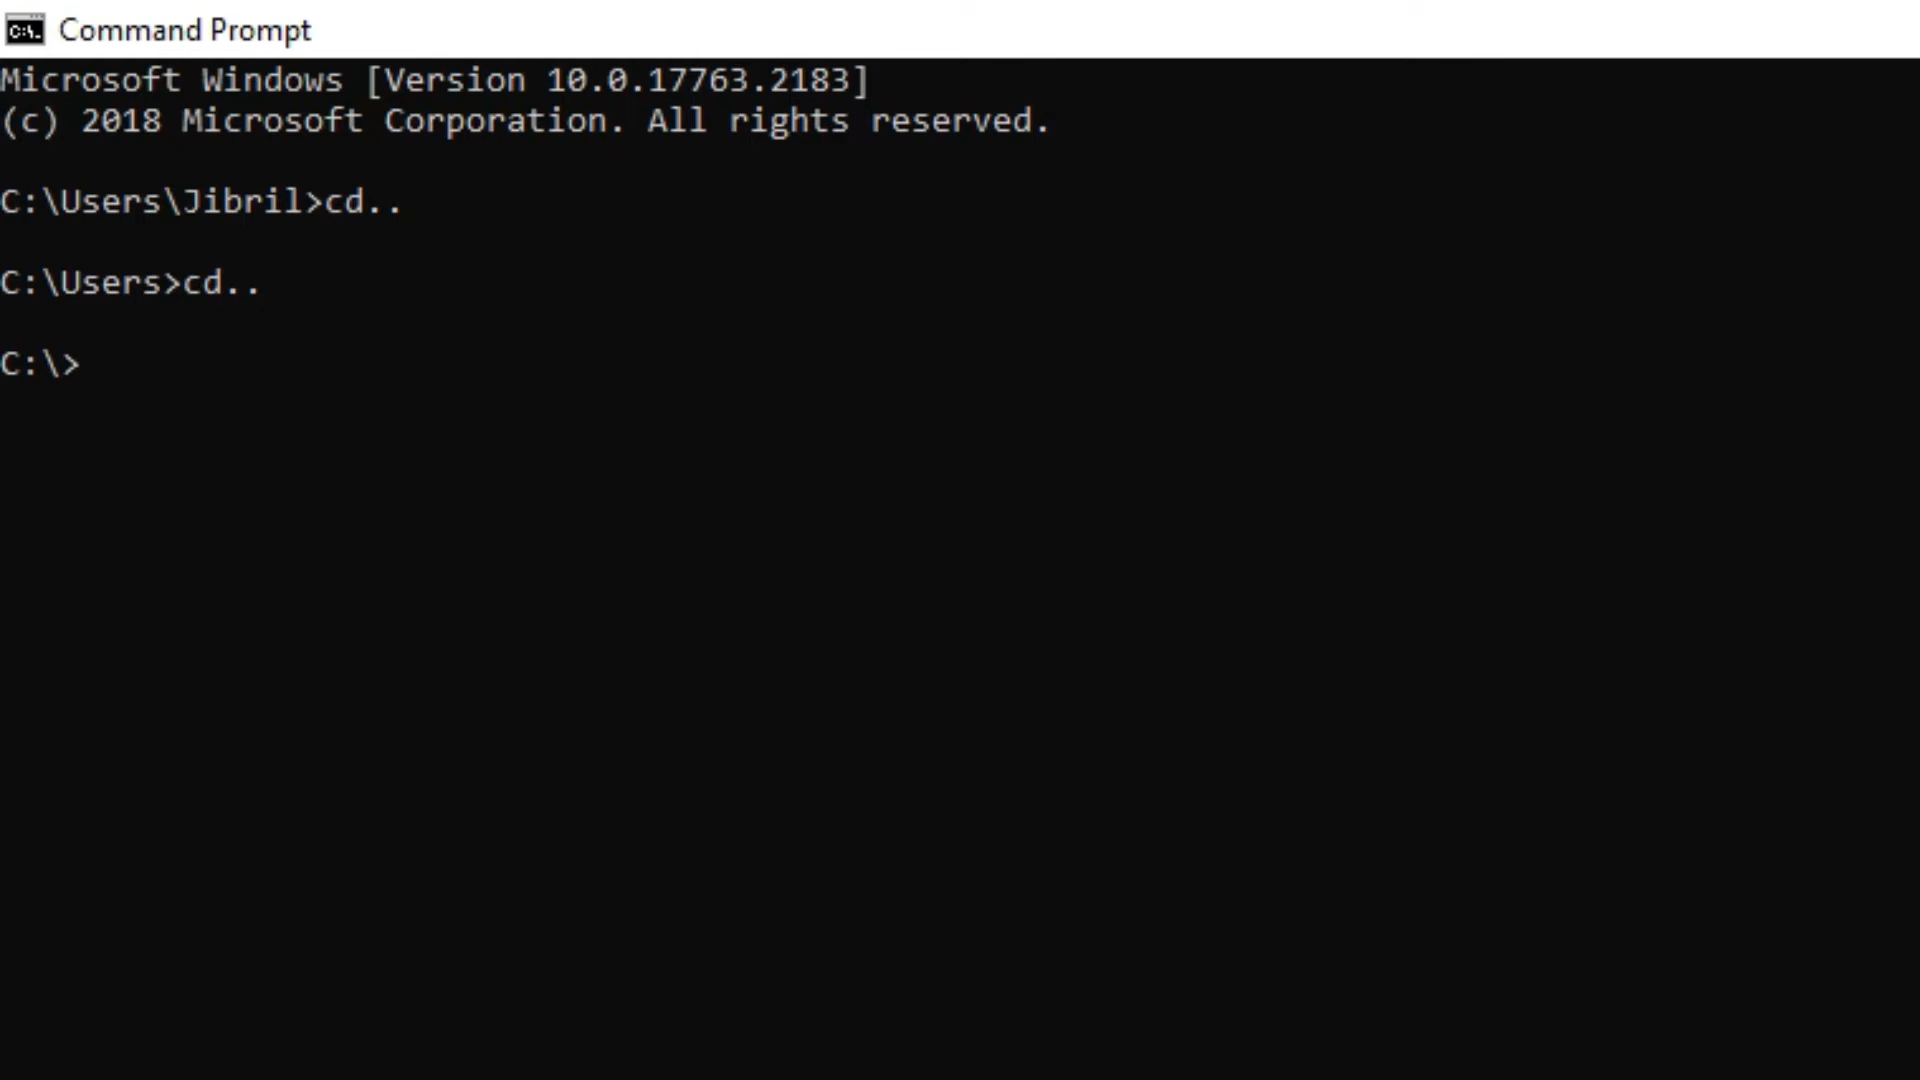 C:\.
Command Prompt
Microsoft Windows [Version 10.0.17763.2183]
(c) 2018 Microsoft Corporation. All rights reserved.
C:\Users\Jibril>cd..
C:\Users>cd..
C:\>